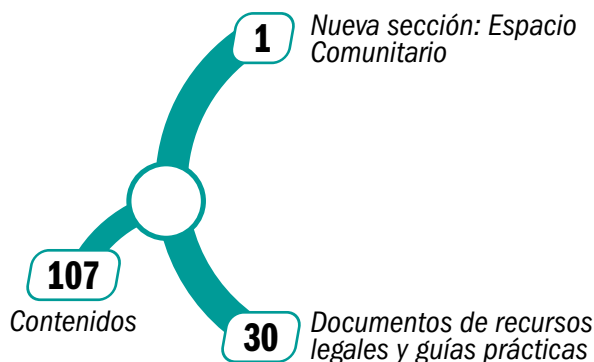 1
Nueva sección: Espacio
Comunitario
107
Contenidos
30
Documentos de recursos
legales y guías prácticas